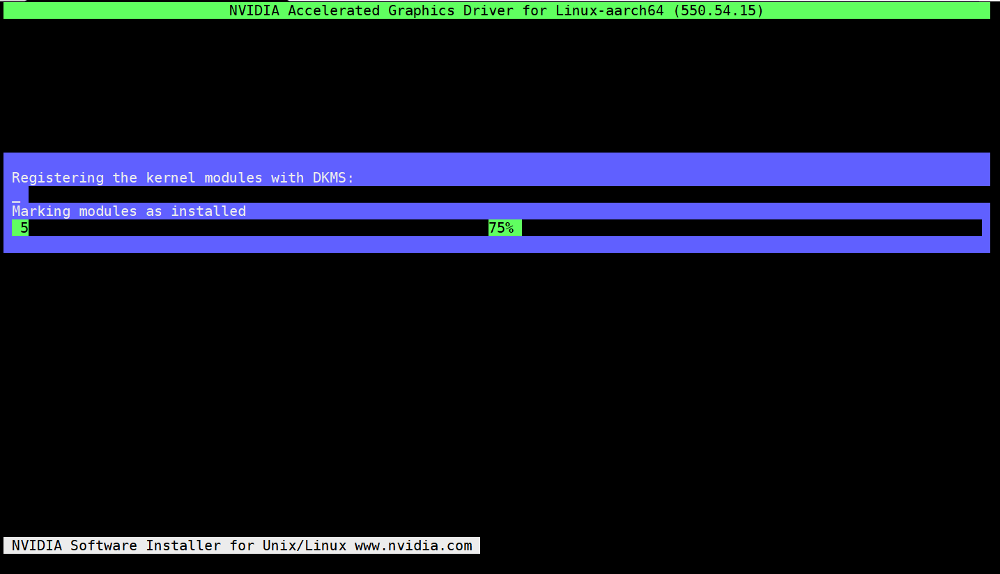 NVIDIA Accelerated Graphics Driver for Linux-aarch64 (550.54.15)
Registering the kernel modules with DKMS:
Marking modules as installed
5 75%
NVIDIA Software Installer for Unix/Linux www.nvidia.com